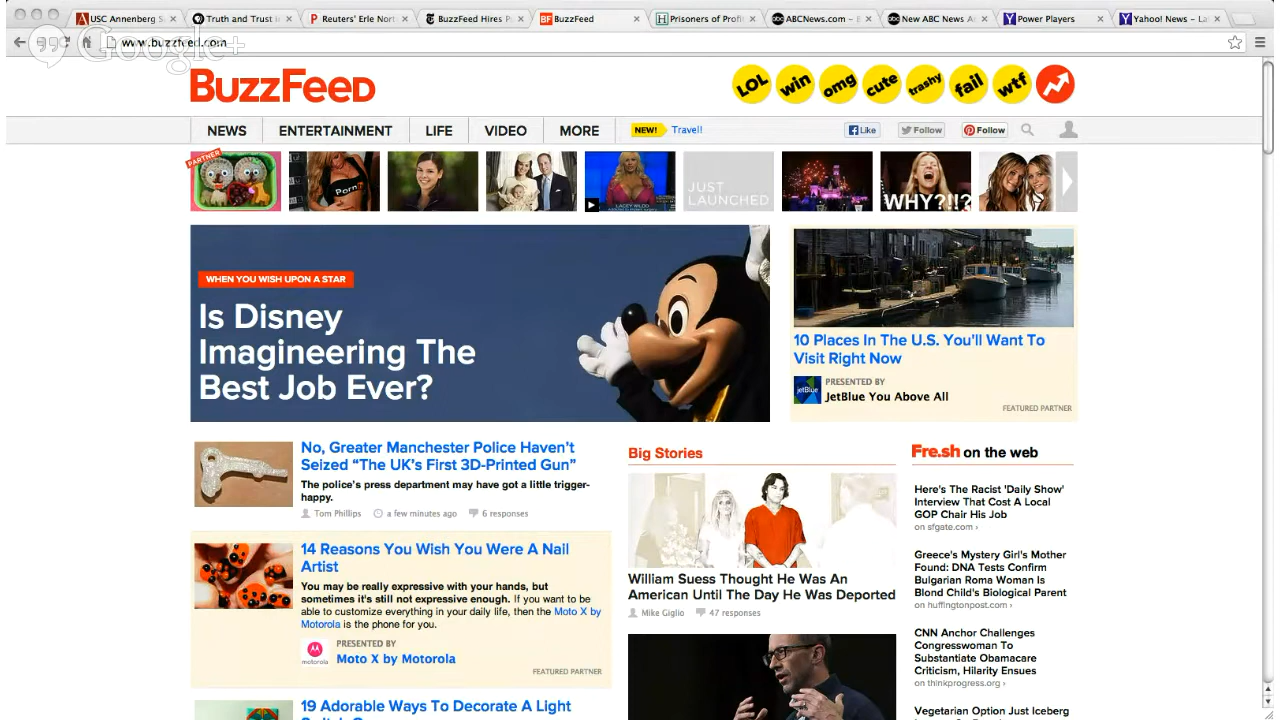 USC Annenberg S
Truth and Trust i
Reuters' Erle Nort
BuzzFeed Hires P
BuzzFeed
Prisoners of Profi
ABCNews.com - B
New ABC News A
Power Players
Yahoo! News - La
www.buzzfeed.com
Google+
BuzzFeeD
LOL
win
omg
cute
trashy
fail
wtf
NEWS
ENTERTAINMENT
LIFE
VIDEO
MORE
NEW!
Travel!
Like
Follow
Follow
PARTNER
Porn
LACEY WILDD
JUST
LAUNCHED
WHY?!!?
WHEN YOU WISH UPON A STAR
Is Disney
Imagineering The
Best Job Ever?
10 Places In The U.S. You'll Want To
Visit Right Now
jetBlue
PRESENTED BY
JetBlue You Above All
FEATURED PARTNER
No, Greater Manchester Police Haven't
Seized “The UK's First 3D-Printed Gun”
The police's press department may have got a little trigger-
happy.
Tom Phillips a few minutes ago 6 responses
14 Reasons You Wish You Were A Nail
Artist
You may be really expressive with your hands, but
sometimes it's still not expressive enough. If you want to be
able to customize everything in your daily life, then the Moto X by
Motorola is the phone for you.
motorola
PRESENTED BY
Moto X by Motorola
FEATURED PARTNER
19 Adorable Ways To Decorate A Light
Big Stories
William Suess Thought He Was An
American Until The Day He Was Deported
Mike Giglio 47 responses
Fre.sh on the web
Here's The Racist 'Daily Show'
Interview That Cost A Local
GOP Chair His Job
on sfgate.com ›
Greece's Mystery Girl's Mother
Found: DNA Tests Confirm
Bulgarian Roma Woman Is
Blond Child's Biological Parent
on huffingtonpost.com ›
CNN Anchor Challenges
Congresswoman To
Substantiate Obamacare
Criticism, Hilarity Ensues
on thinkprogress.org ›
Vegetarian Option Just Iceberg